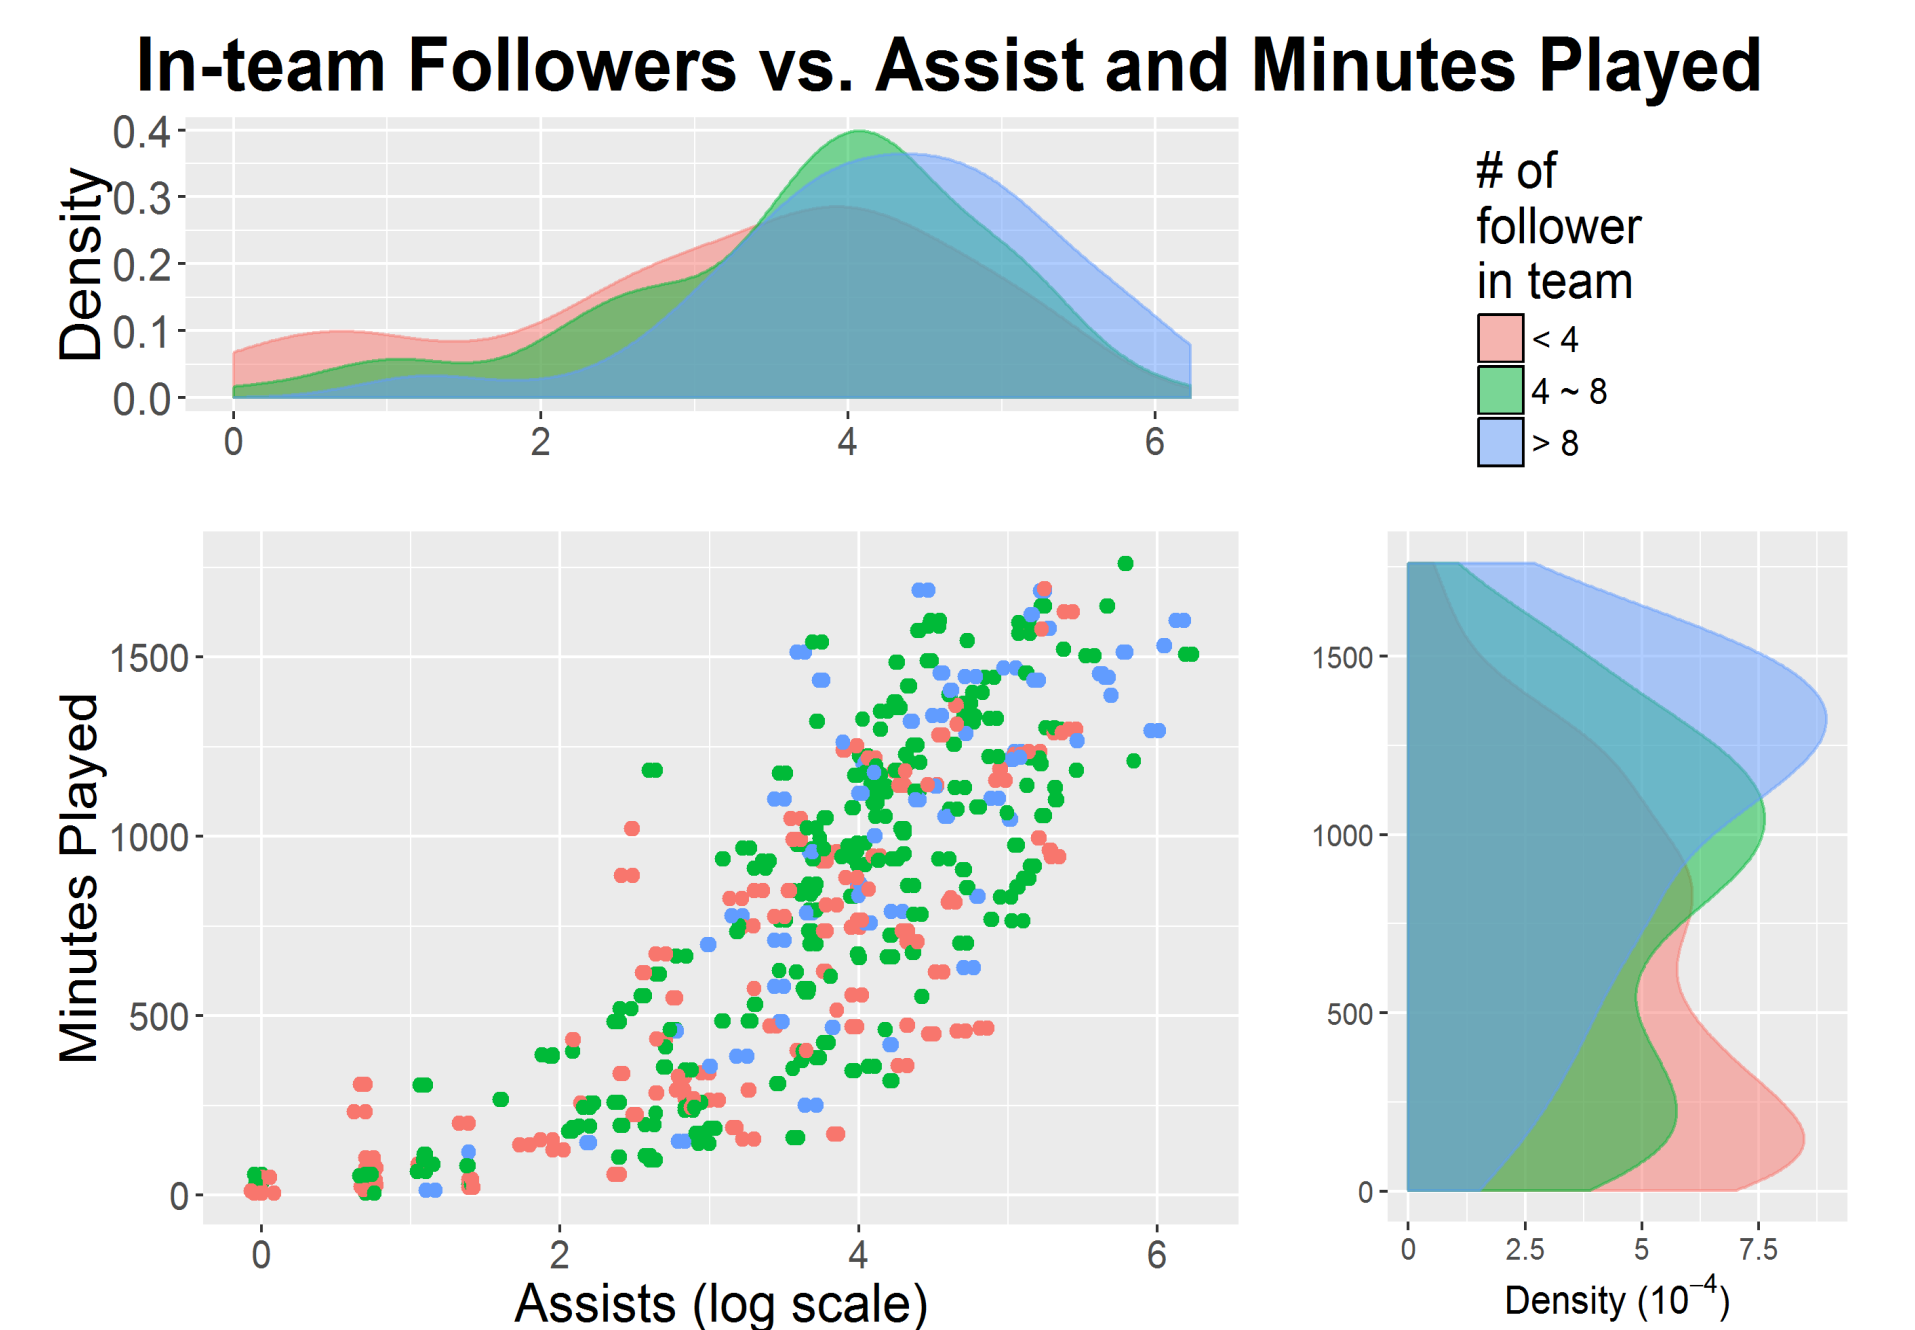 In-team Followers vs. Assist and Minutes Played
Density
0.4
0.3
0.2
0.1
0.0
0 2 4 6
# of
follower
in team
< 4
4 ~ 8
> 8
Minutes Played
1500
1000
500
0
0 2 4 6
Assists (log scale)
1500
1000
500
0
0 2.5 5 7.5
Density (10⁻⁴)